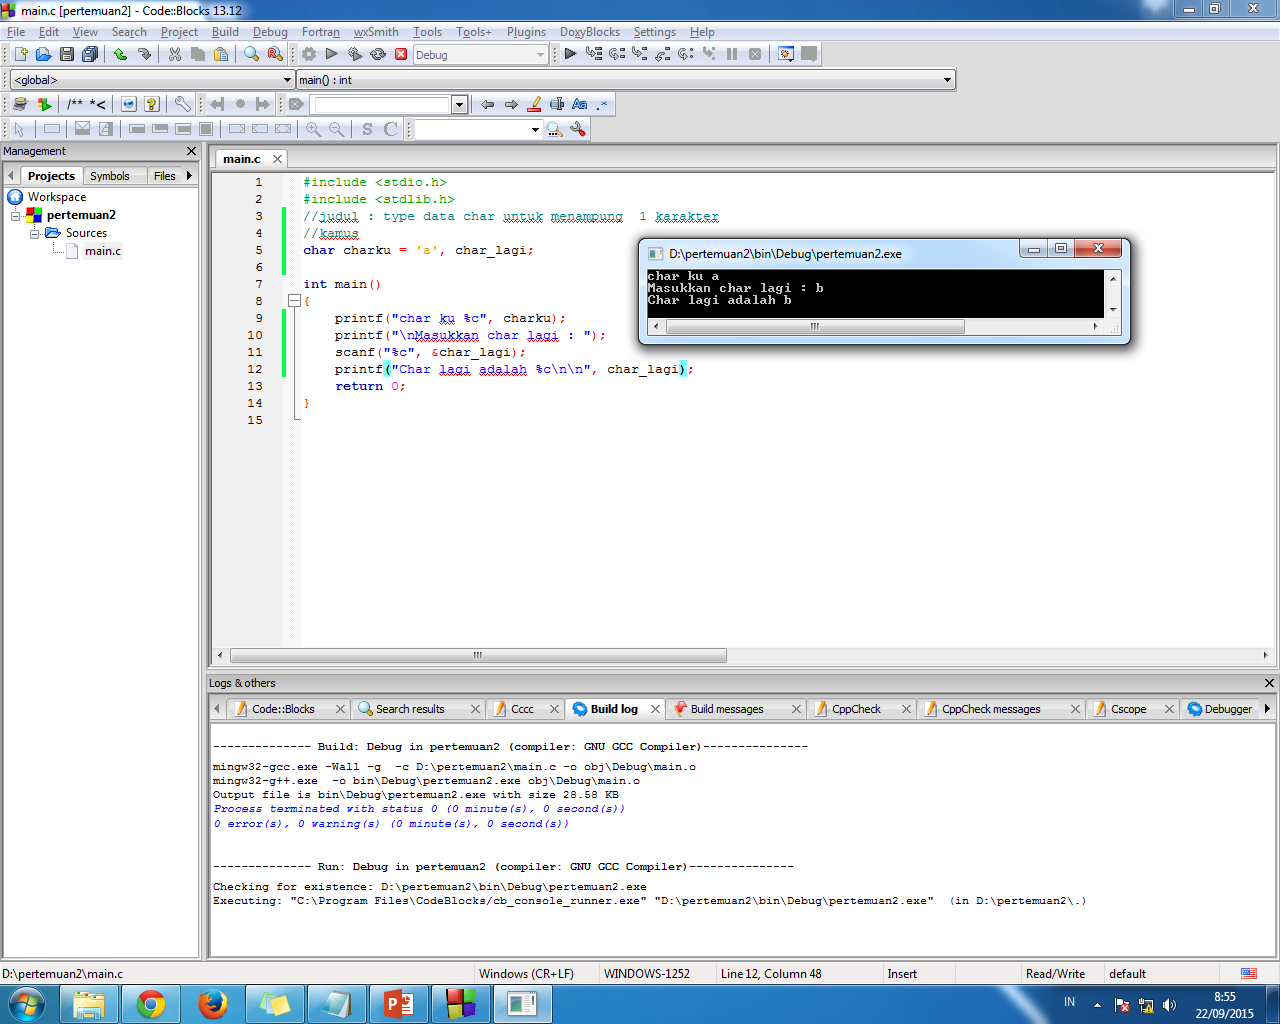 main.c [pertemuan2] - Code::Blocks 13.12
File Edit View Search Project Build Debug Fortran wxSmith Tools Tools+ Plugins DoxyBlocks Settings Help
Debug
<global> main() : int
/** *<
S C
Management
Projects Symbols Files
Workspace
pertemuan2
Sources
main.c
main.c
1 #include <stdio.h>
2 #include <stdlib.h>
3 //judul : type data char untuk menampung  1 karakter
4 //kamus
5 char charku = 'a', char_lagi;
6
7 int main()
8 {
9     printf("char ku %c", charku);
10     printf("\nMasukkan char lagi : ");
11     scanf("%c", &char_lagi);
12     printf("Char lagi adalah %c\n\n", char_lagi);
13     return 0;
14 }
15
D:\pertemuan2\bin\Debug\pertemuan2.exe
char ku a
Masukkan char lagi : b
Char lagi adalah b
Logs & others
Code::Blocks Search results Cccc Build log Build messages CppCheck CppCheck messages Cscope Debugger
-------------- Build: Debug in pertemuan2 (compiler: GNU GCC Compiler)---------------
mingw32-gcc.exe -Wall -g  -c D:\pertemuan2\main.c -o obj\Debug\main.o
mingw32-g++.exe  -o bin\Debug\pertemuan2.exe obj\Debug\main.o
Output file is bin\Debug\pertemuan2.exe with size 28.58 KB
Process terminated with status 0 (0 minute(s), 0 second(s))
0 error(s), 0 warning(s) (0 minute(s), 0 second(s))
-------------- Run: Debug in pertemuan2 (compiler: GNU GCC Compiler)---------------
Checking for existence: D:\pertemuan2\bin\Debug\pertemuan2.exe
Executing: "C:\Program Files\CodeBlocks/cb_console_runner.exe" "D:\pertemuan2\bin\Debug\pertemuan2.exe"  (in D:\pertemuan2\.)
D:\pertemuan2\main.c Windows (CR+LF) WINDOWS-1252 Line 12, Column 48 Insert Read/Write default
IN 8:55
22/09/2015